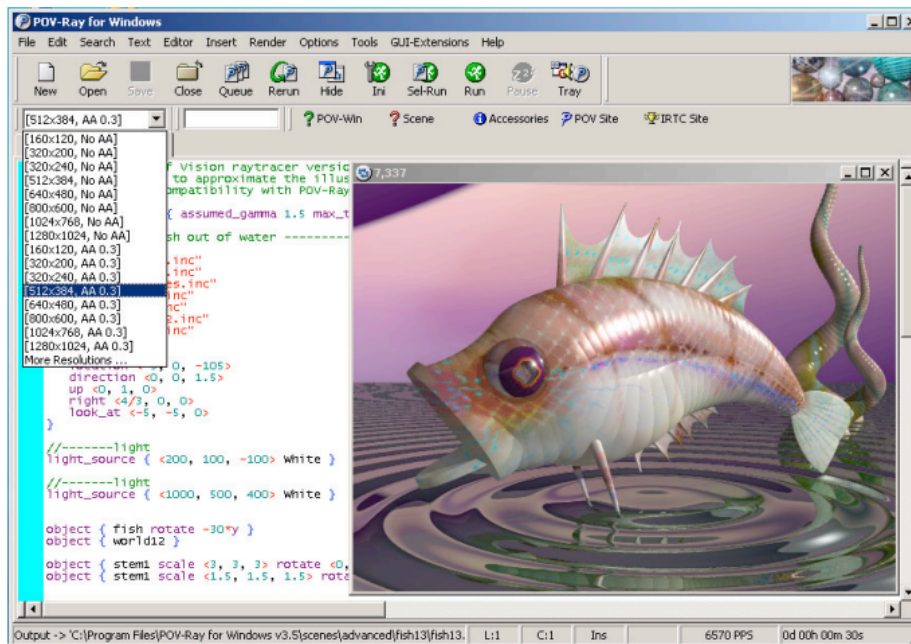 POV-Ray for Windows
File Edit Search Text Editor Insert Render Options Tools GUI-Extensions Help
New Open Save Close Queue Rerun Hide Ini Sel-Run Run Pause Tray
[512x384, AA 0.3] POV-Win Scene Accessories POV Site IRTC Site
[160x120, No AA]
[320x200, No AA]
[320x240, No AA]
[512x384, No AA]
[640x480, No AA]
[800x600, No AA]
[1024x768, No AA]
[1280x1024, No AA]
[160x120, AA 0.3]
[320x200, AA 0.3]
[320x240, AA 0.3]
[512x384, AA 0.3]
[640x480, AA 0.3]
[800x600, AA 0.3]
[1024x768, AA 0.3]
[1280x1024, AA 0.3]
More Resolutions ...
f Vision raytracer versio
to approximate the illus
ompatibility with POV-Ray
{ assumed_gamma 1.5 max_t
sh out of water ----------
.inc"
.inc"
es.inc"
inc"
nc"
2.inc"
inc"
0, -105>
direction <0, 0, 1.5>
up <0, 1, 0>
right <4/3, 0, 0>
look_at <-5, -5, 0>
}
//-------light
light_source { <200, 100, -100> White }
//-------light
light_source { <1000, 500, 400> White }
object { fish rotate -30*y }
object { world12 }
object { stem1 scale <3, 3, 3> rotate <0,
object { stem1 scale <1.5, 1.5, 1.5> rota
7,337
Output -> 'C:\Program Files\POV-Ray for Windows v3.5\scenes\advanced\fish13\fish13. L:1 C:1 Ins 6570 PPS 0d 00h 00m 30s